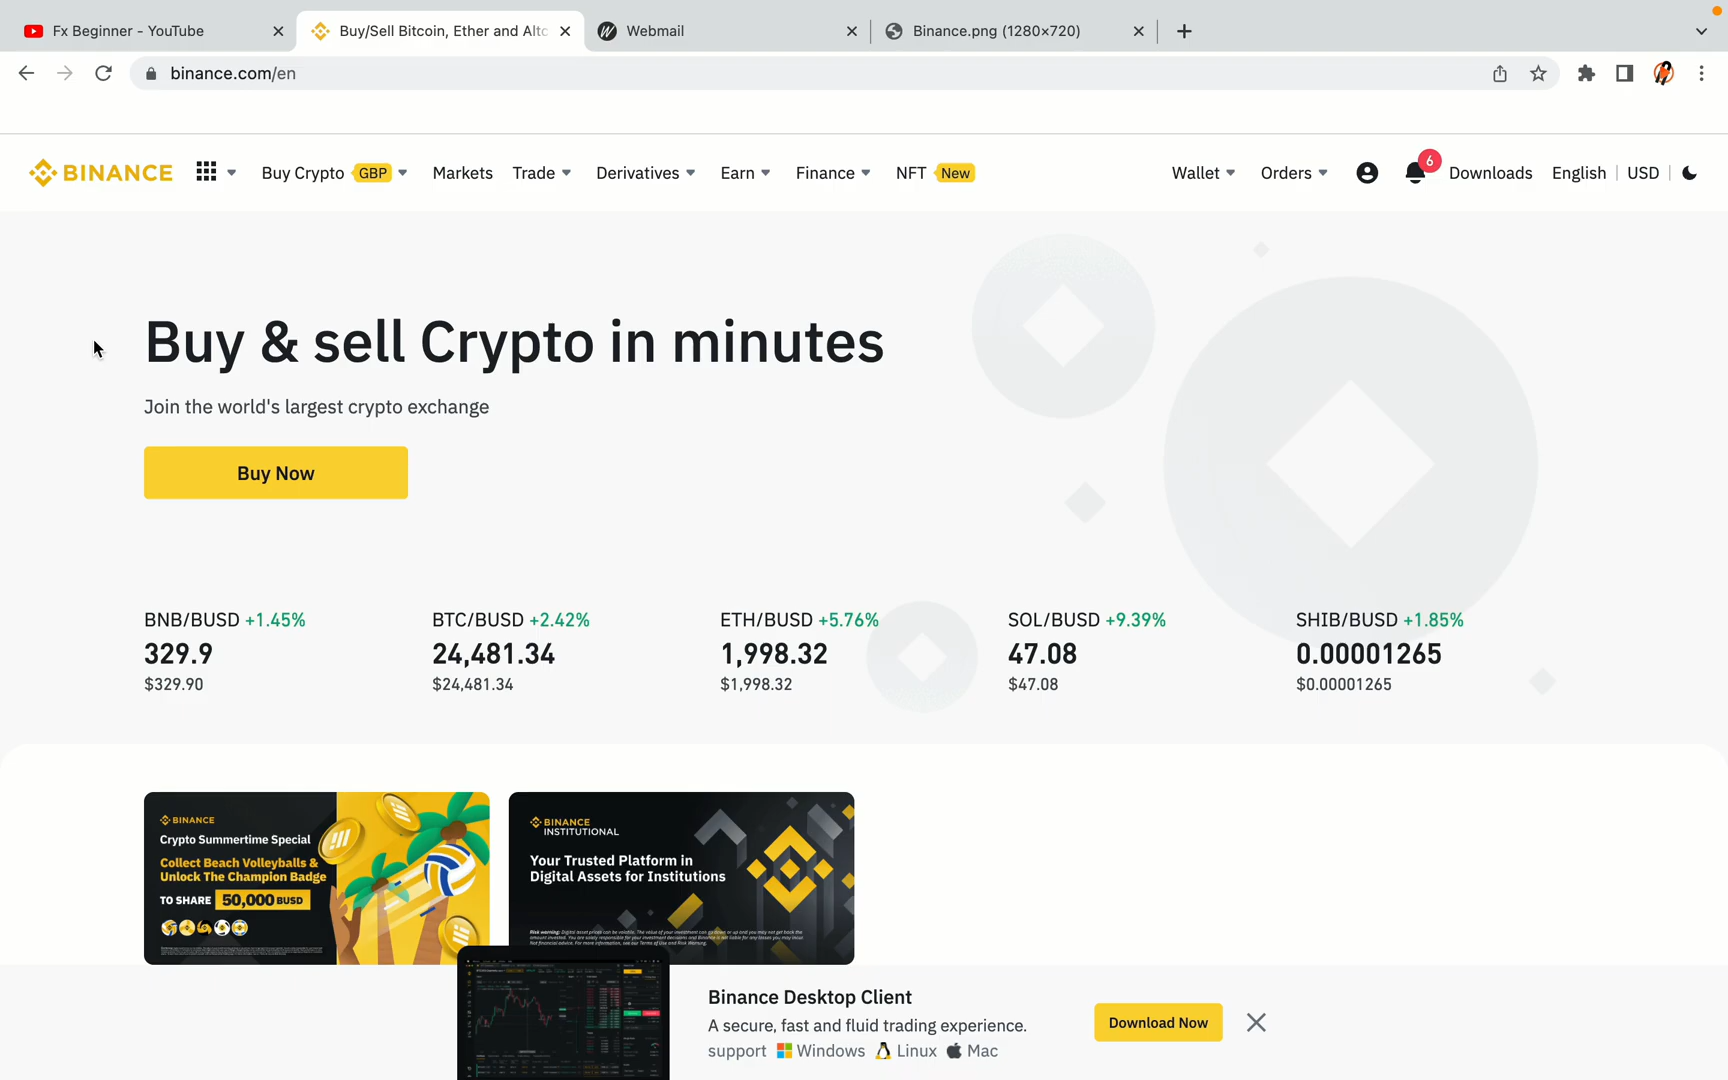 Fx Beginner - YouTube
Buy/Sell Bitcoin, Ether and Altc
Webmail
Binance.png (1280×720)
binance.com/en
BINANCE
Buy Crypto GBP
Markets
Trade
Derivatives
Earn
Finance
NFT New
Wallet
Orders
6
Downloads
English
USD
Buy & sell Crypto in minutes
Join the world's largest crypto exchange
Buy Now
BNB/BUSD +1.45%
329.9
$329.90
BTC/BUSD +2.42%
24,481.34
$24,481.34
ETH/BUSD +5.76%
1,998.32
$1,998.32
SOL/BUSD +9.39%
47.08
$47.08
SHIB/BUSD +1.85%
0.00001265
$0.00001265
BINANCE
Crypto Summertime Special
Collect Beach Volleyballs &
Unlock The Champion Badge
TO SHARE 50,000 BUSD
BINANCE
INSTITUTIONAL
Your Trusted Platform in
Digital Assets for Institutions
Binance Desktop Client
A secure, fast and fluid trading experience.
support Windows Linux Mac
Download Now